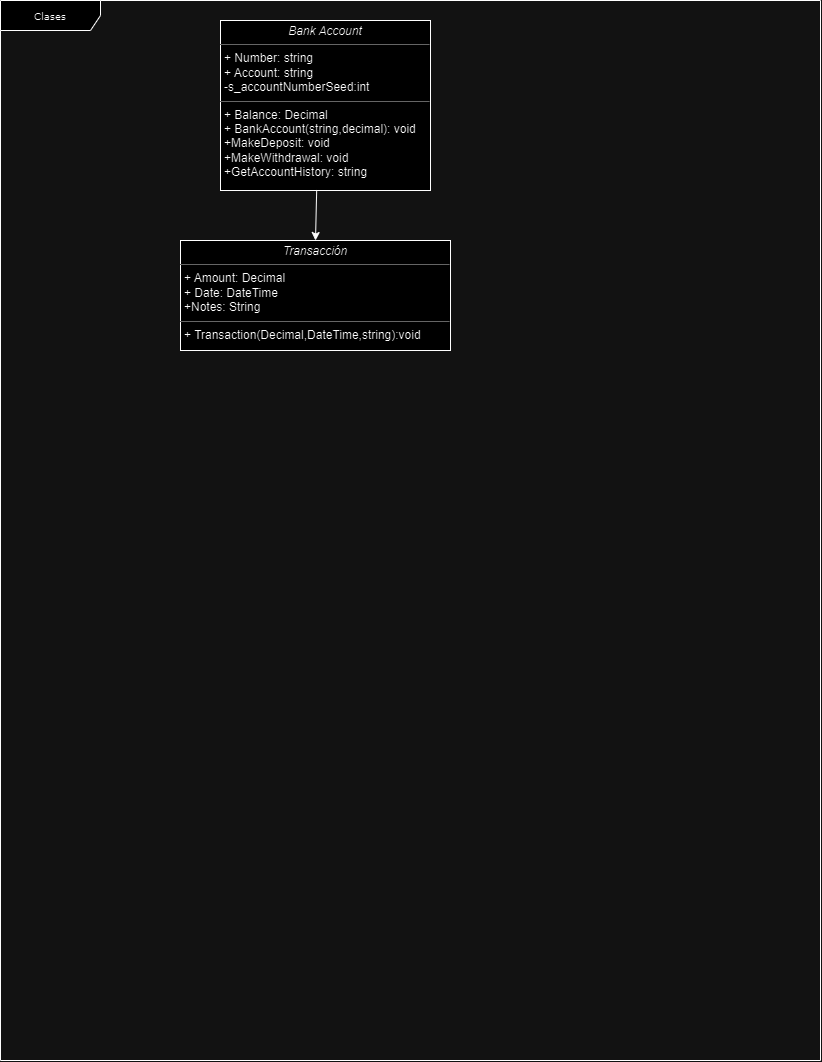 Clases
Bank Account
+ Number: string
+ Account: string
-s_accountNumberSeed:int
+ Balance: Decimal
+ BankAccount(string,decimal): void
+MakeDeposit: void
+MakeWithdrawal: void
+GetAccountHistory: string
Transacción
+ Amount: Decimal
+ Date: DateTime
+Notes: String
+ Transaction(Decimal,DateTime,string):void